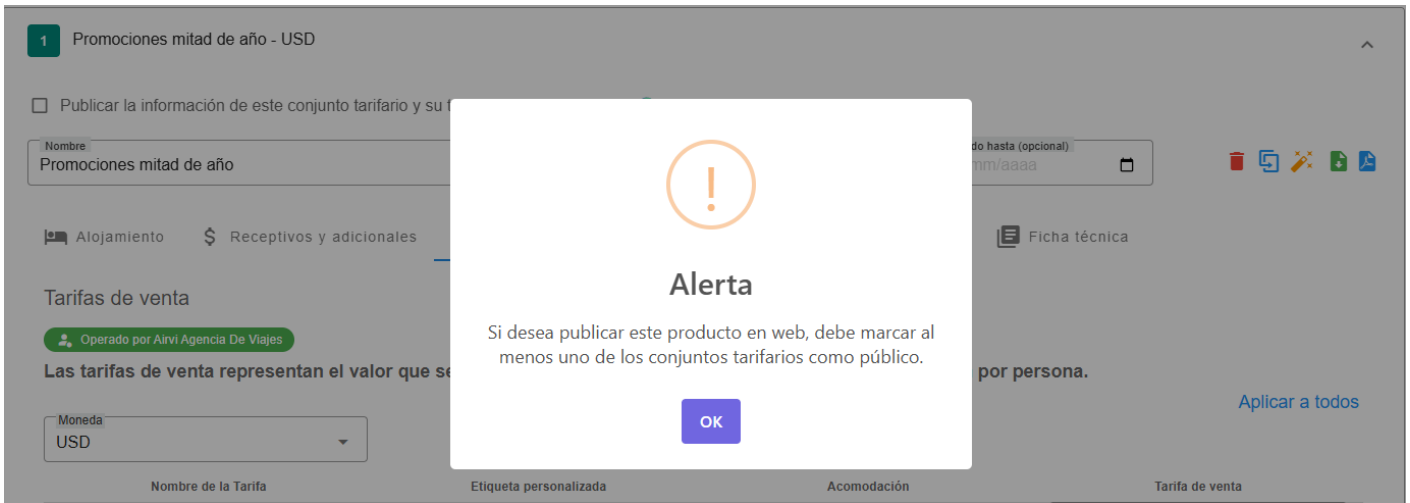 1 Promociones mitad de año - USD
Publicar la información de este conjunto tarifario y su
Nombre
Promociones mitad de año
do hasta (opcional)
mm/aaaa
Alojamiento
Receptivos y adicionales
Ficha técnica
Tarifas de venta
Operado por Airvi Agencia De Viajes
Las tarifas de venta representan el valor que se
por persona.
Aplicar a todos
Moneda
USD
Nombre de la Tarifa
Etiqueta personalizada
Acomodación
Tarifa de venta
Alerta
Si desea publicar este producto en web, debe marcar al
menos uno de los conjuntos tarifarios como público.
OK